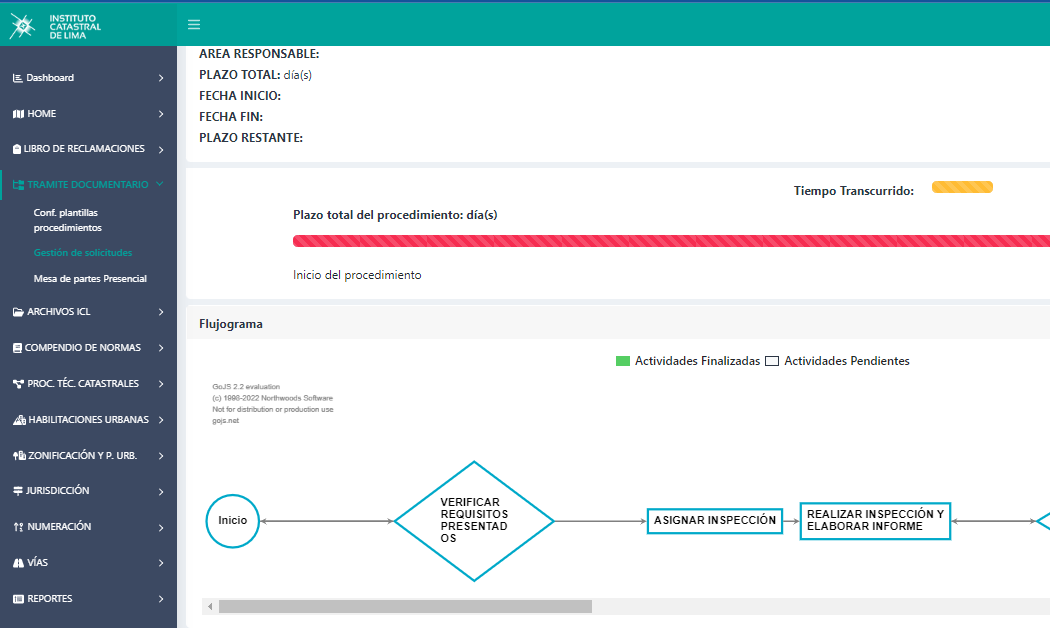 INSTITUTO
CATASTRAL
DE LIMA
Dashboard
HOME
LIBRO DE RECLAMACIONES
TRAMITE DOCUMENTARIO
Conf. plantillas
procedimientos
Gestión de solicitudes
Mesa de partes Presencial
ARCHIVOS ICL
COMPENDIO DE NORMAS
PROC. TÉC. CATASTRALES
HABILITACIONES URBANAS
ZONIFICACIÓN Y P. URB.
JURISDICCIÓN
NUMERACIÓN
VÍAS
REPORTES
AREA RESPONSABLE:
PLAZO TOTAL: día(s)
FECHA INICIO:
FECHA FIN:
PLAZO RESTANTE:
Tiempo Transcurrido:
Plazo total del procedimiento: día(s)
Inicio del procedimiento
Flujograma
Actividades Finalizadas Actividades Pendientes
GoJS 2.2 evaluation
(c) 1998-2022 Northwoods Software
Not for distribution or production use
gojs.net
Inicio
VERIFICAR
REQUISITOS
PRESENTAD
OS
ASIGNAR INSPECCIÓN
REALIZAR INSPECCIÓN Y
ELABORAR INFORME